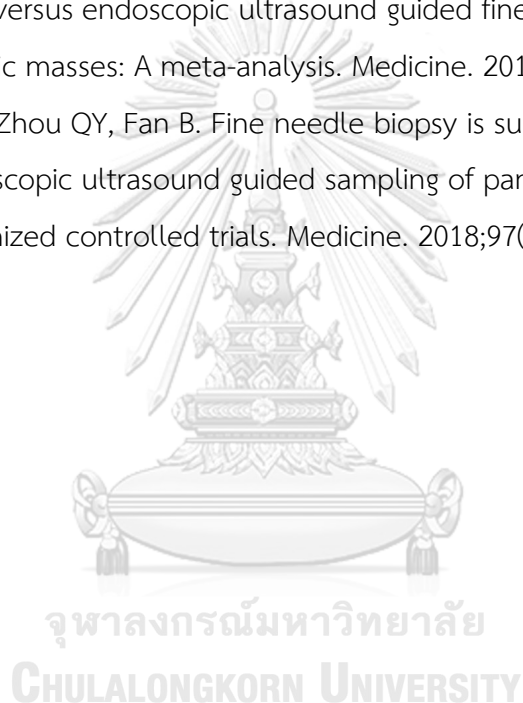 versus endoscopic ultrasound guided fine
ic masses: A meta-analysis. Medicine. 201
Zhou QY, Fan B. Fine needle biopsy is su
scopic ultrasound guided sampling of par
nized controlled trials. Medicine. 2018;97(
จุฬาลงกรณ์มหาวิทยาลัย
CHULALONGKORN UNIVERSITY